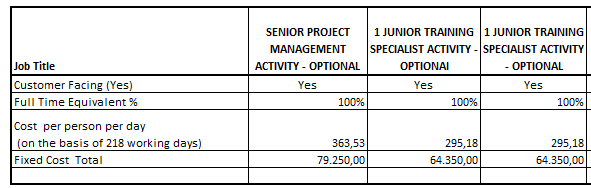 Job Title SENIOR PROJECT MANAGEMENT ACTIVITY - OPTIONAL 1 JUNIOR TRAINING SPECIALIST ACTIVITY - OPTIONAl 1 JUNIOR TRAINING SPECIALIST ACTIVITY - OPTIONAL
Customer Facing (Yes) Yes Yes Yes
Full Time Equivalent % 100% 100% 100%
Cost per person per day
(on the basis of 218 working days) 363,53 295,18 295,18
Fixed Cost Total 79.250,00 64.350,00 64.350,00